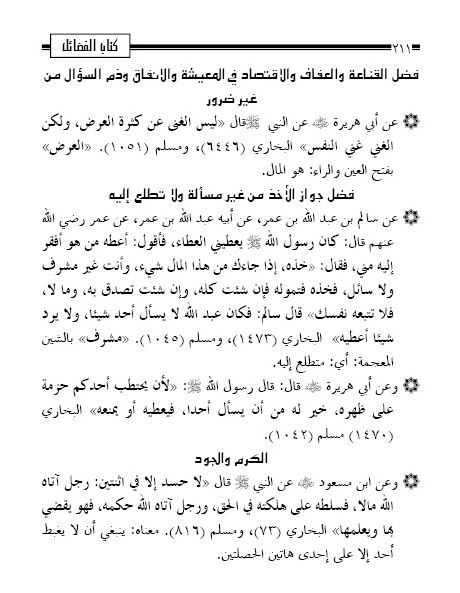 كتاب الفضائل
٢١١
فضل القناعة والعفاف والاقتصاد في المعيشة والانفاق وذم السؤال من
غير ضرور
عن أبي هريرة ﷺ عن النبي ﷺ قال «ليس الغنى عن كثرة العرض، ولكن
الغني غني النفس» البخاري (٦٤٤٦)، ومسلم (١٠٥١). «العرض»
بفتح العين والراء: هو المال.
فضل جواز الأخذ من غير مسألة ولا تطلع إليه
عن سالم بن عبد الله بن عمر، عن أبيه عبد الله بن عمر، عن عمر رضي الله
عنهم قال: كان رسول الله ﷺ يعطيني العطاء، فأقول: أعطه من هو أفقر
إليه مني، فقال: «خذه، إذا جاءك من هذا المال شيء، وأنت غير مشرف
ولا سائل، فخذه فتموله فإن شئت كله، وإن شئت تصدق به، وما لا،
فلا تتبعه نفسك» قال سالم: فكان عبد الله لا يسأل أحد شيئا، ولا يرد
شيئا أعطيه» البخاري (١٤٧٣)، ومسلم (١٠٤٥). «مشرف» بالشين
المعجمة: أي: متطلع إليه.
وعن أبي هريرة ﷺ قال: قال رسول الله ﷺ: «لأن يحتطب أحدكم حزمة
على ظهره، خير له من أن يسأل أحدا، فيعطيه أو يمنعه» البخاري
(١٤٧٠) مسلم (١٠٤٢).
الكرم والجود
وعن ابن مسعود ﷺ عن النبي ﷺ قال «لا حسد إلا في اثنتين: رجل آتاه
الله مالا، فسلطه على هلكته في الحق، ورجل آتاه الله حكمه، فهو يقضي
بها ويعلمها» البخاري (٧٣)، ومسلم (٨١٦). معناه: ينبغي أن لا يغبط
أحد إلا على إحدى هاتين الخصلتين.